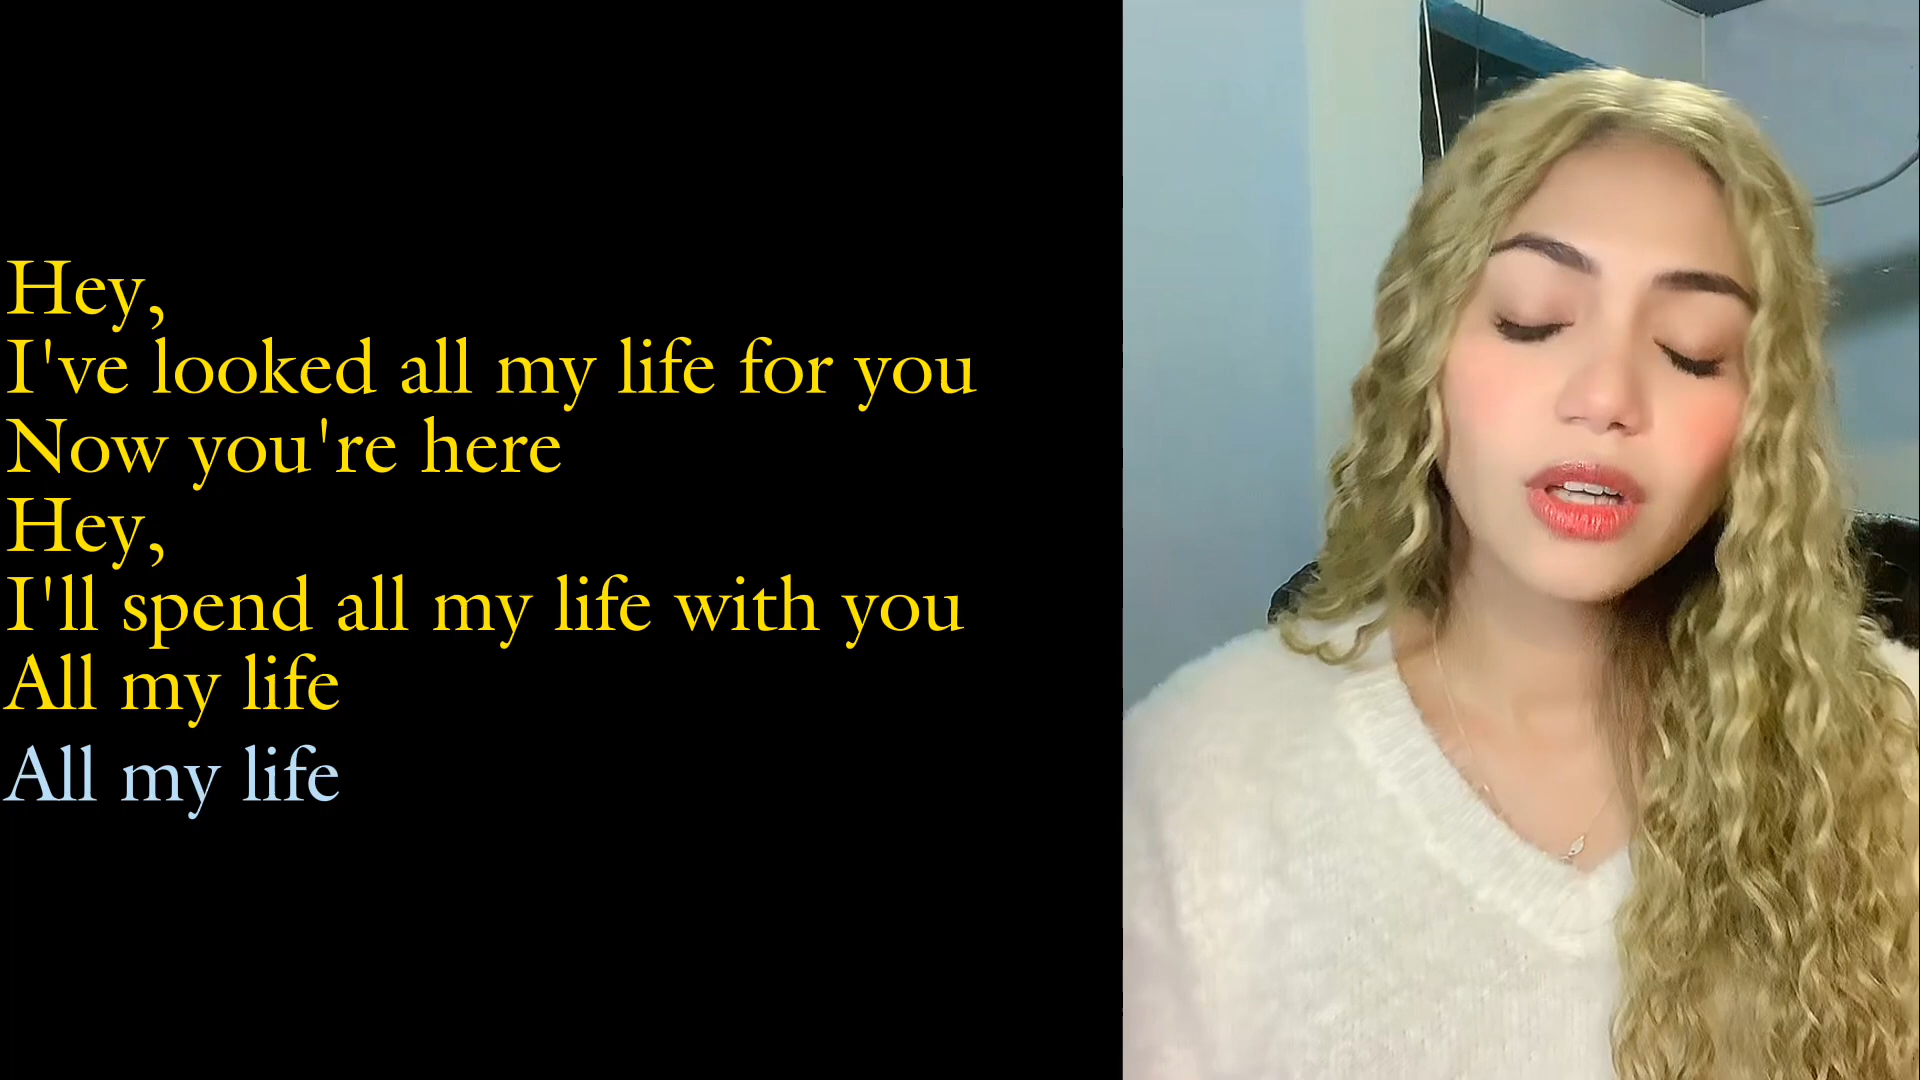 Hey,
I've looked all my life for you
Now you're here
Hey,
I'll spend all my life with you
All my life
All my life